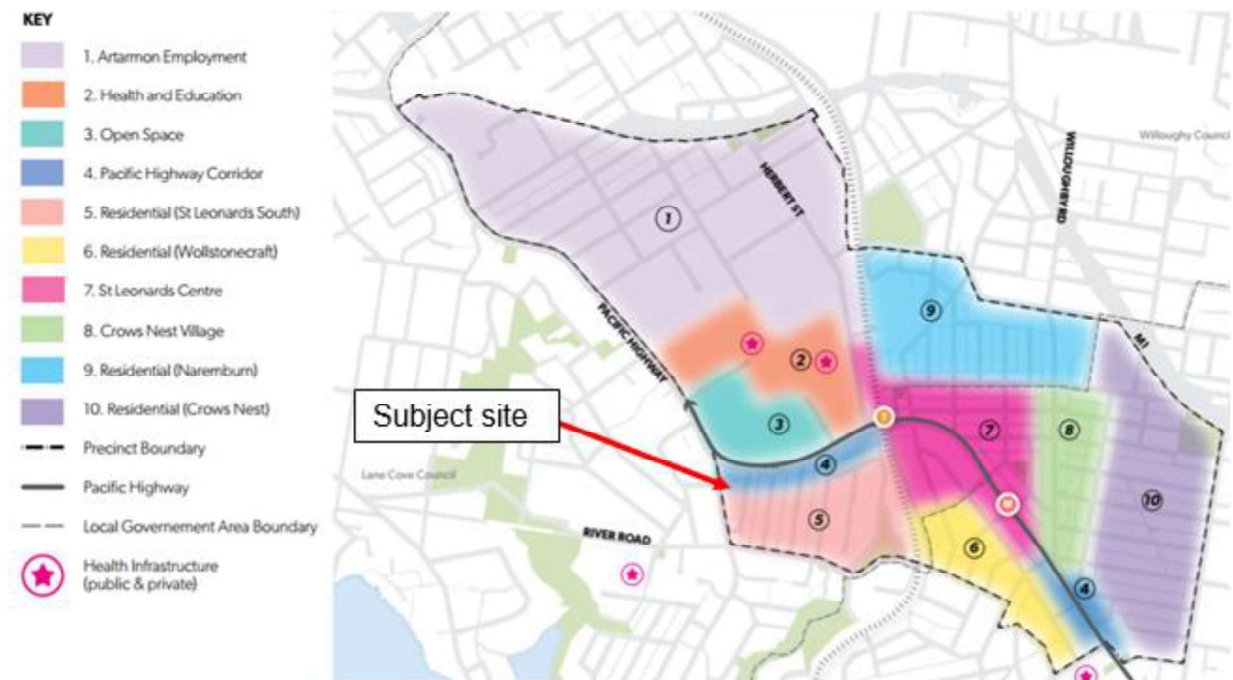 KEY
1. Artarmon Employment
2. Health and Education
3. Open Space
4. Pacific Highway Corridor
5. Residential (St Leonards South)
6. Residential (Wollstonecraft)
7. St Leonards Centre
8. Crows Nest Village
9. Residential (Naremburn)
10. Residential (Crows Nest)
Precinct Boundary
Pacific Highway
Local Governement Area Boundary
Health Infrastructure
(public & private)
Willoughby Council
WILLOUGHBY RD
HERBERT ST
1
PACIFIC HIGHWAY
9
M1
2
Subject site
3
T
7
8
4
Lane Cove Council
10
M
5
RIVER ROAD
6
4